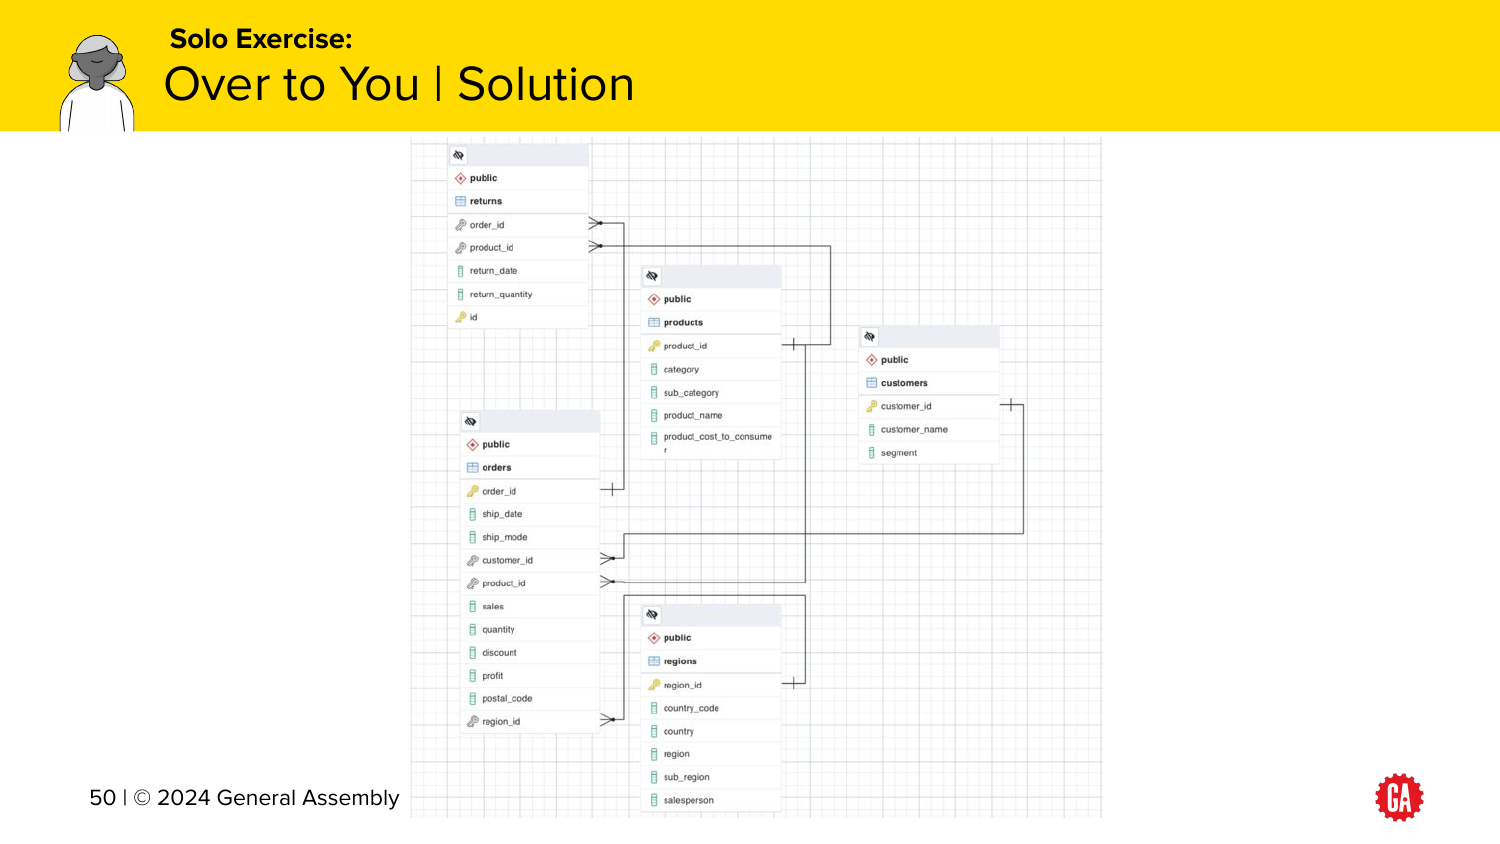 Solo Exercise:
Over to You | Solution
public
returns
order_id
product_id
return_date
return_quantity
id
public
products
product_id
category
sub_category
product_name
product_cost_to_consume
r
public
customers
customer_id
customer_name
segment
public
orders
order_id
ship_date
ship_mode
customer_id
product_id
sales
quantity
discount
profit
postal_code
region_id
public
regions
region_id
country_code
country
region
sub_region
salesperson
50 | © 2024 General Assembly
GA